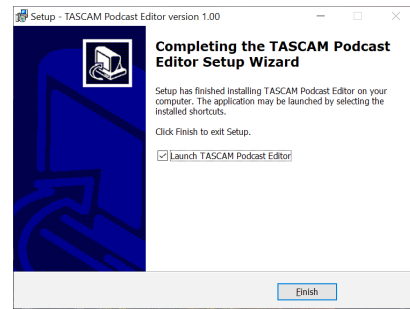 Setup - TASCAM Podcast Editor version 1.00
Completing the TASCAM Podcast
Editor Setup Wizard
Setup has finished installing TASCAM Podcast Editor on your
computer. The application may be launched by selecting the
installed shortcuts.
Click Finish to exit Setup.
Launch TASCAM Podcast Editor
Finish